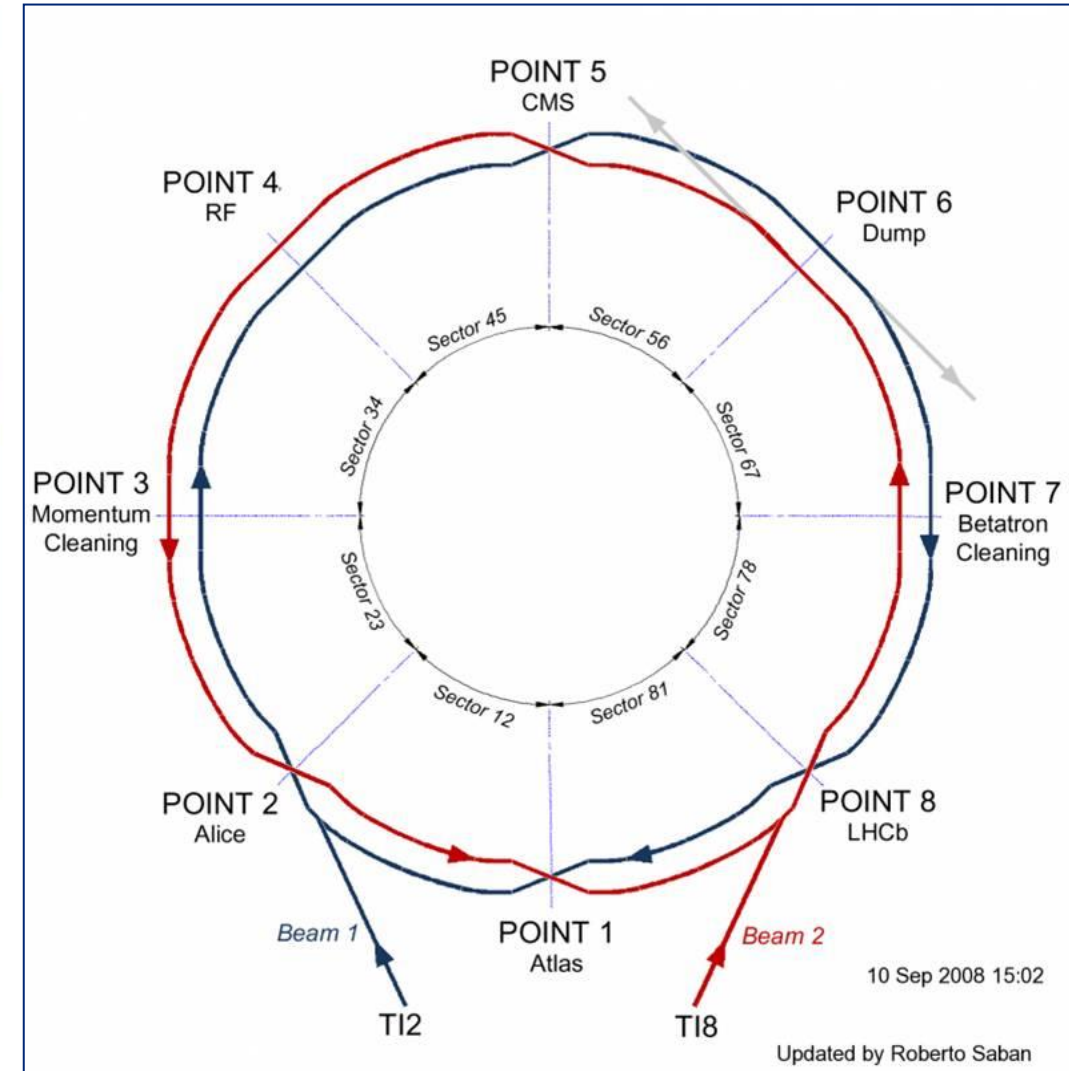 POINT 5
CMS
POINT 4
RF
POINT 6
Dump
Sector 45
Sector 56
Sector 34
Sector 67
POINT 3
Momentum
Cleaning
POINT 7
Betatron
Cleaning
Sector 23
Sector 78
Sector 12
Sector 81
POINT 2
Alice
POINT 8
LHCb
Beam 1
POINT 1
Atlas
Beam 2
10 Sep 2008 15:02
TI2
TI8
Updated by Roberto Saban